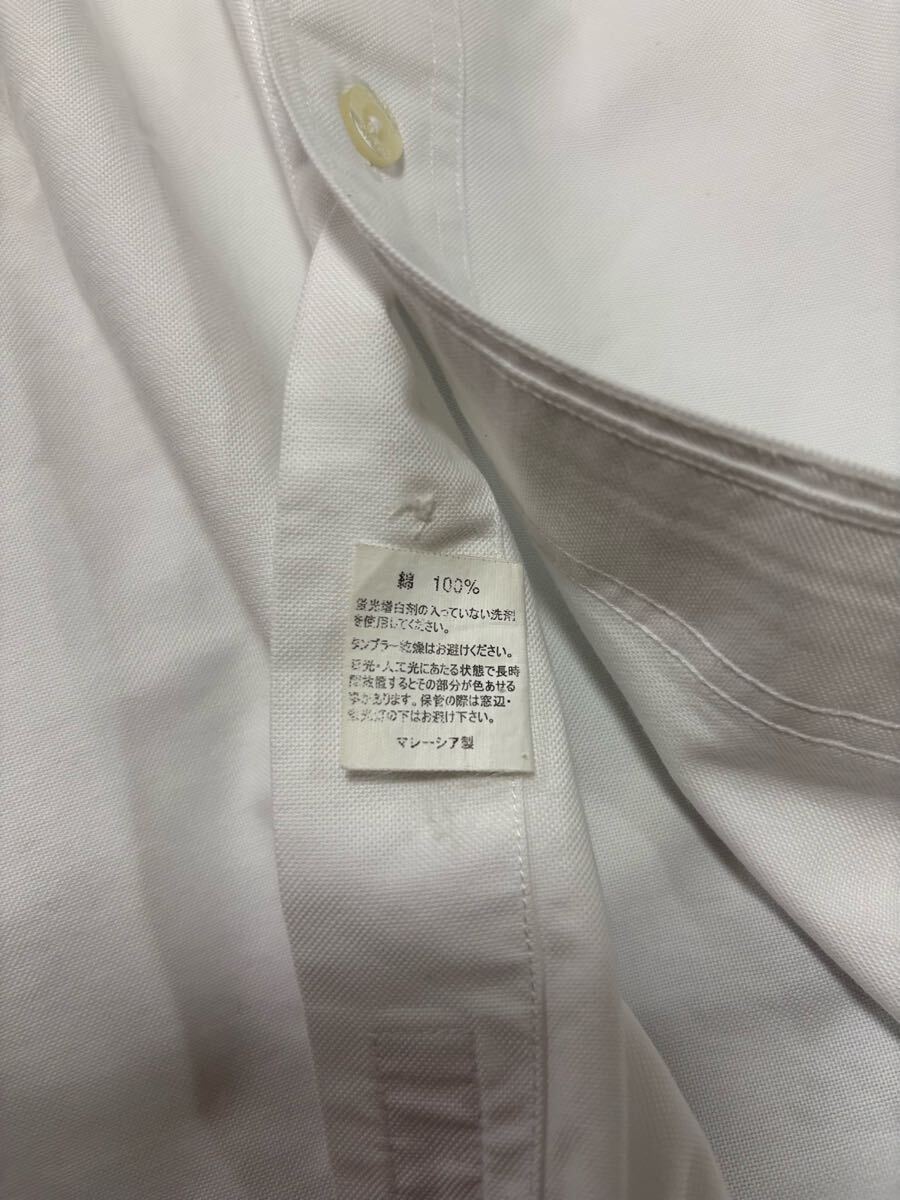 綿 100%
蛍光増白剤の入っていない洗剤
を使用してください。
タンブラー乾燥はお避けください。
日光・人工光にあたる状態で長時
間放置するとその部分が色あせる
事があります。保管の際は窓辺・
蛍光灯の下はお避け下さい。
マレーシア製